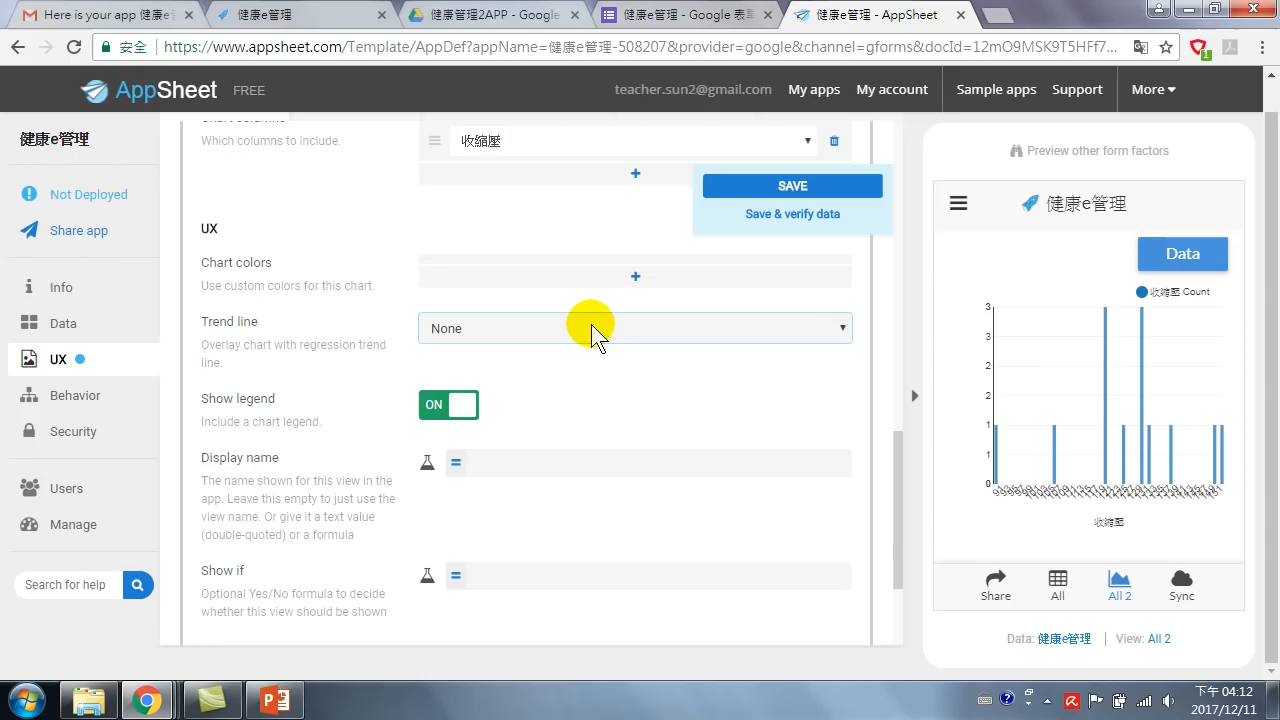 Here is your app 健康e管
健康e管理
健康管理2APP - Google
健康e管理 - Google 表單
健康e管理 - AppSheet
安全 https://www.appsheet.com/Template/AppDef?appName=健康e管理-508207&provider=google&channel=gforms&tocId=12mO9MSK9T5HFf7...
AppSheet FREE teacher.sun2@gmail.com My apps My account Sample apps Support More
健康e管理
Not Deployed
Share app
Info
Data
UX
Behavior
Security
Users
Manage
Search for help
Chart columns
Which columns to include.
收縮壓
SAVE
Save & verify data
UX
Chart colors
Use custom colors for this chart.
Trend line
None
Overlay chart with regression trend
line.
Show legend
ON
Include a chart legend.
Display name
The name shown for this view in the
app. Leave this empty to just use the
view name. Or give it a text value
(double-quoted) or a formula
Show if
Optional Yes/No formula to decide
whether this view should be shown
Preview other form factors
健康e管理
Data
收縮壓 Count
3
3
2
2
1
1
0
收縮壓
Share All All 2 Sync
Data: 健康e管理 | View: All 2
下午 04:12
2017/12/11